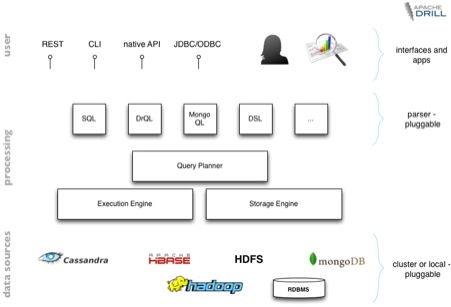 APACHE
DRILL
user
REST
CLI
native API
JDBC/ODBC
interfaces and
apps
processing
SQL
DrQL
Mongo
QL
DSL
...
parser -
pluggable
Query Planner
Execution Engine
Storage Engine
data sources
Cassandra
APACHE
HBASE
HDFS
mongoDB
hadoop
RDBMS
cluster or local -
pluggable